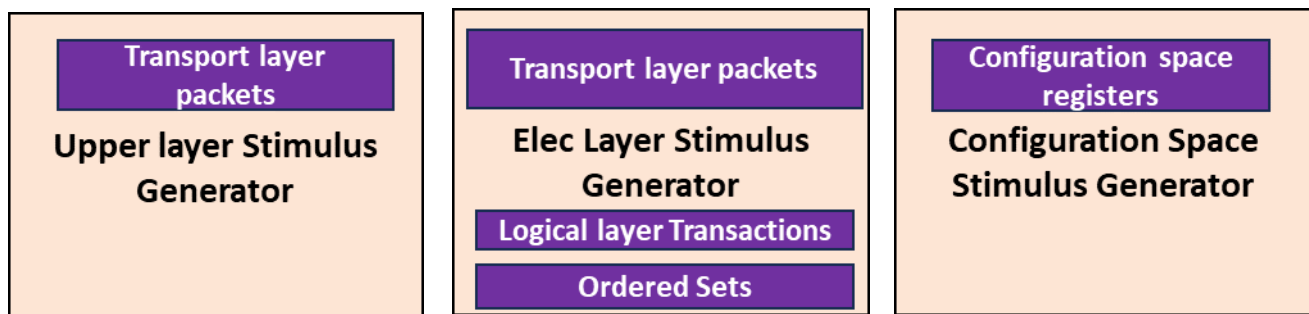 Transport layer
packets
Upper layer Stimulus
Generator
Transport layer packets
Elec Layer Stimulus
Generator
Logical layer Transactions
Ordered Sets
Configuration space
registers
Configuration Space
Stimulus Generator